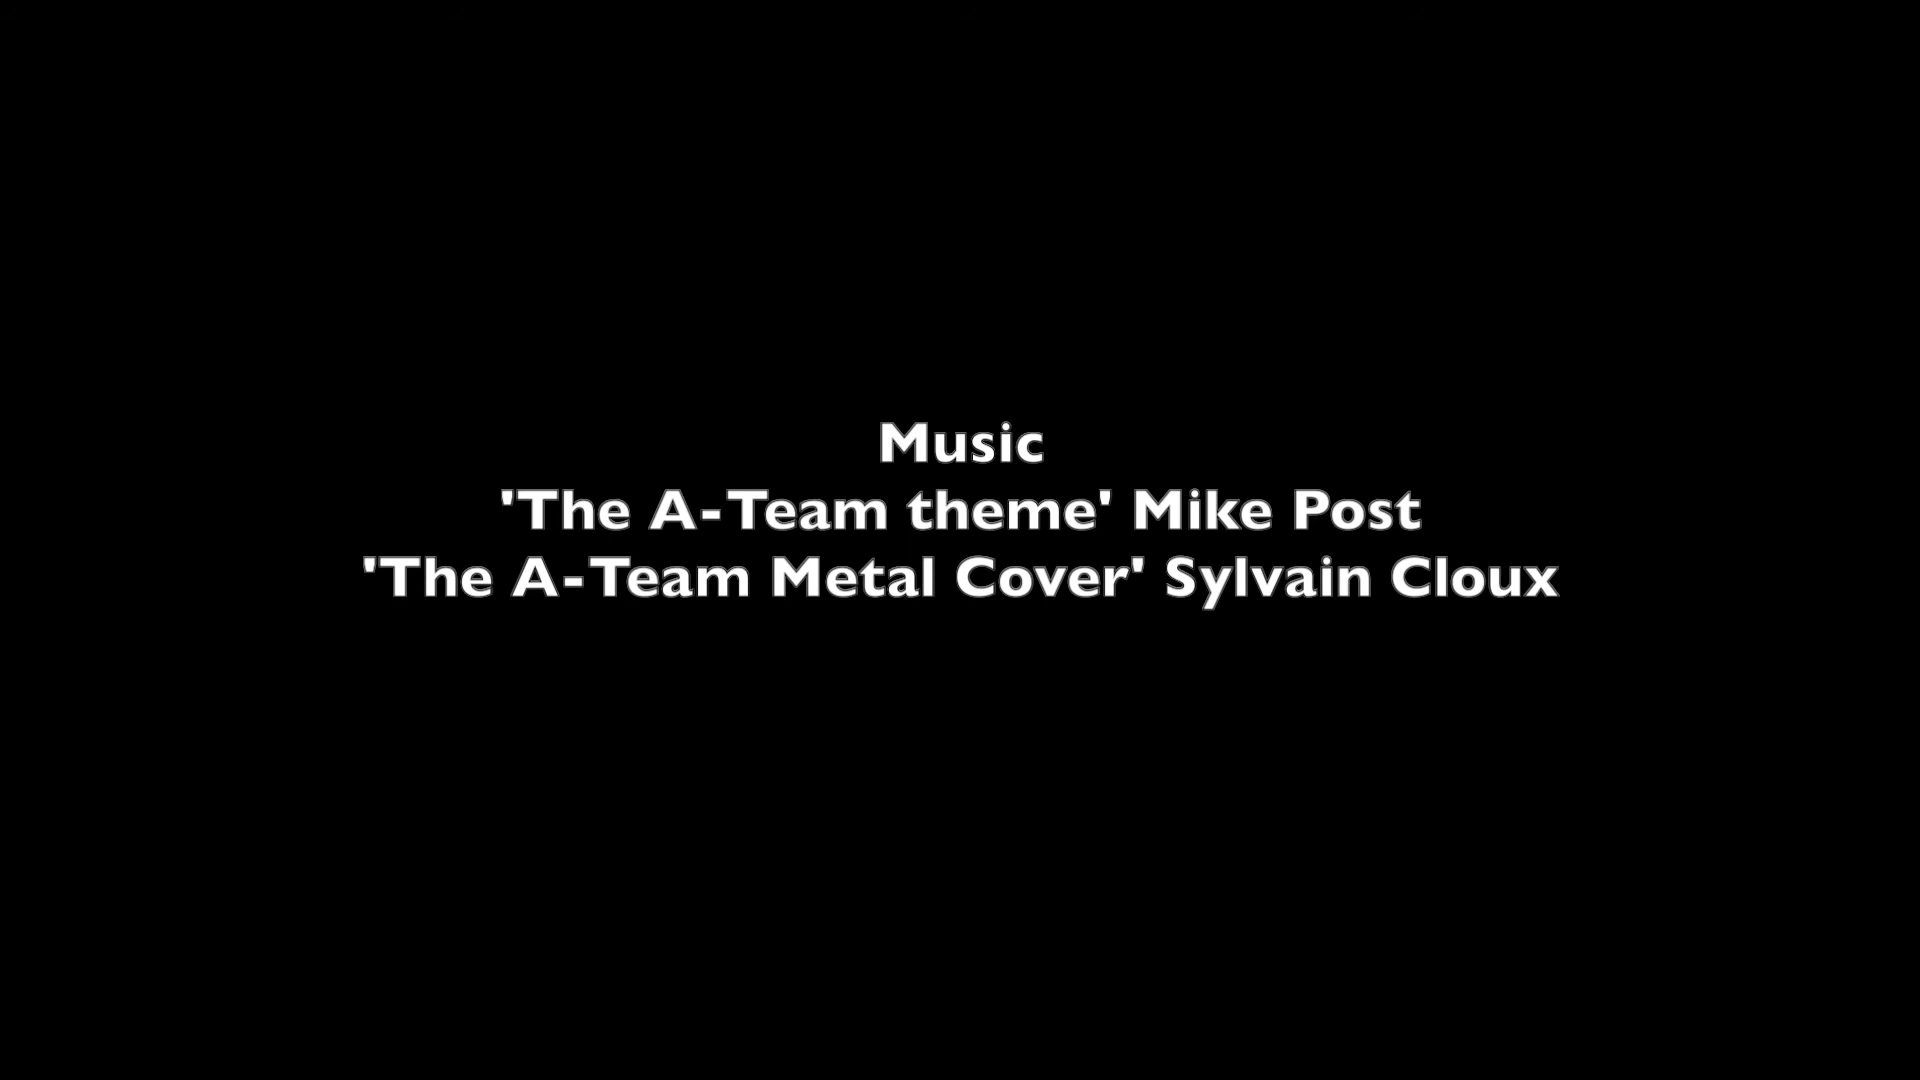 Music
'The A-Team theme' Mike Post
'The A-Team Metal Cover' Sylvain Cloux